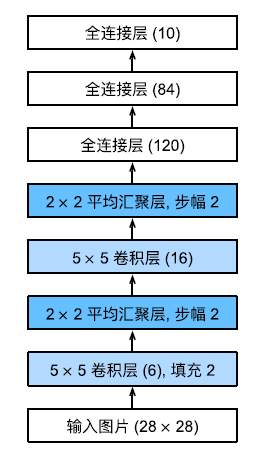 全连接层 (10)
全连接层 (84)
全连接层 (120)
2 × 2 平均汇聚层, 步幅 2
5 × 5 卷积层 (16)
2 × 2 平均汇聚层, 步幅 2
5 × 5 卷积层 (6), 填充 2
输入图片 (28 × 28)